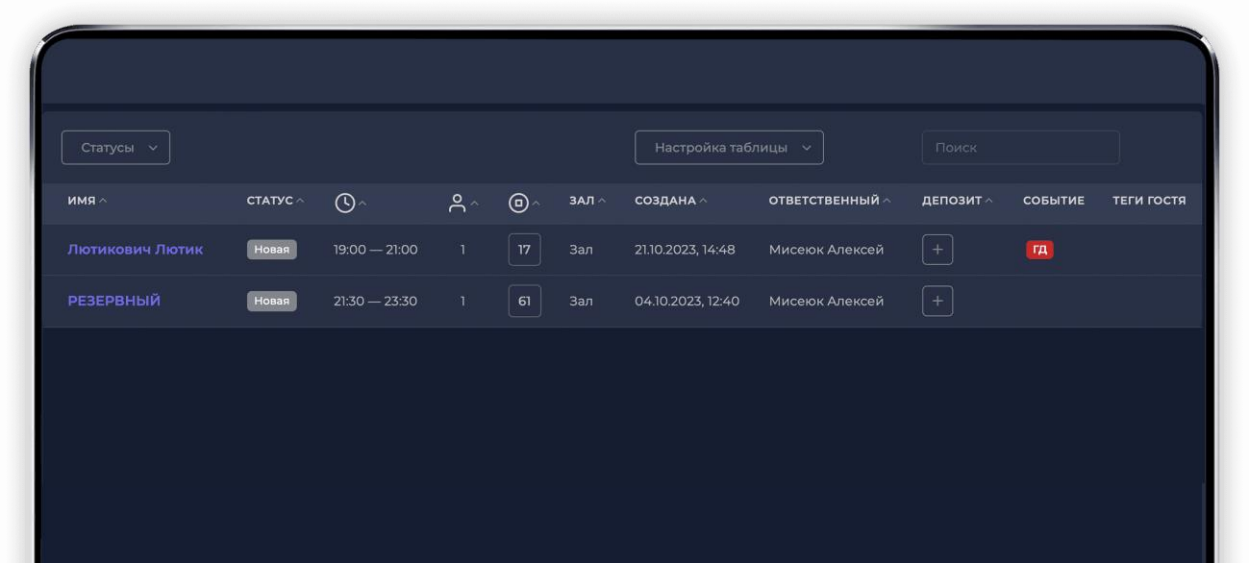 Статусы Настройка таблицы Поиск
ИМЯ СТАТУС ЗАЛ СОЗДАНА ОТВЕТСТВЕННЫЙ ДЕПОЗИТ СОБЫТИЕ ТЕГИ ГОСТЯ
Лютикович Лютик Новая 19:00 — 21:00 1 17 Зал 21.10.2023, 14:48 Мисеюк Алексей + ГД
РЕЗЕРВНЫЙ Новая 21:30 — 23:30 1 61 Зал 04.10.2023, 12:40 Мисеюк Алексей +